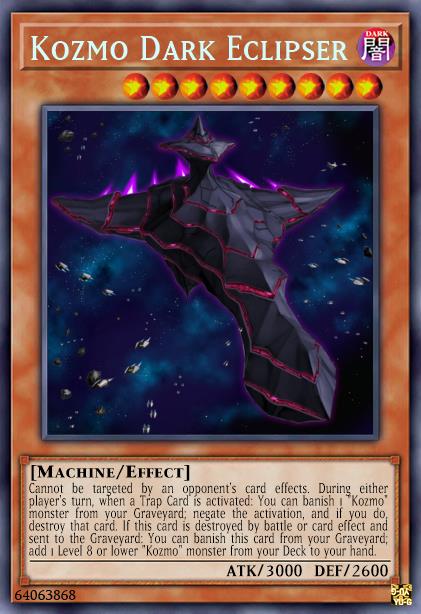 Kozmo Dark Eclipser
DARK
闇
[Machine/Effect]
Cannot be targeted by an opponent's card effects. During either
player's turn, when a Trap Card is activated: You can banish 1 "Kozmo"
monster from your Graveyard; negate the activation, and if you do,
destroy that card. If this card is destroyed by battle or card effect and
sent to the Graveyard: You can banish this card from your Graveyard;
add 1 Level 8 or lower "Kozmo" monster from your Deck to your hand.
ATK/3000 DEF/2600
64063868